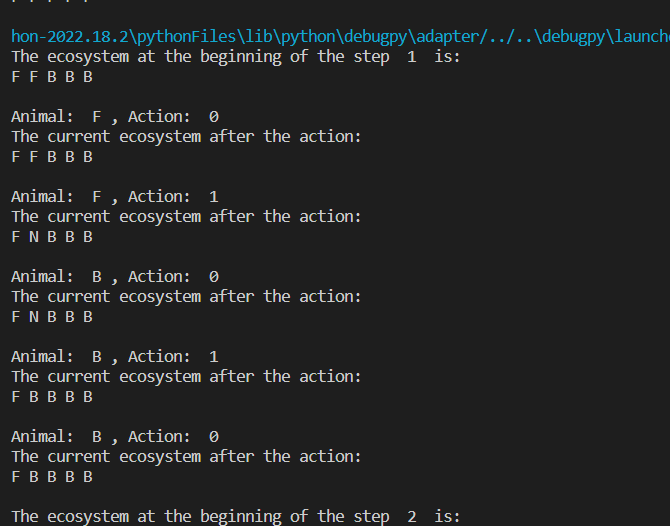 hon-2022.18.2\pythonFiles\lib\python\debugpy\adapter/../..\debugpy\launche
The ecosystem at the beginning of the step  1  is:
F F B B B
Animal:  F , Action:  0
The current ecosystem after the action:
F F B B B
Animal:  F , Action:  1
The current ecosystem after the action:
F N B B B
Animal:  B , Action:  0
The current ecosystem after the action:
F N B B B
Animal:  B , Action:  1
The current ecosystem after the action:
F B B B B
Animal:  B , Action:  0
The current ecosystem after the action:
F B B B B
The ecosystem at the beginning of the step  2  is: